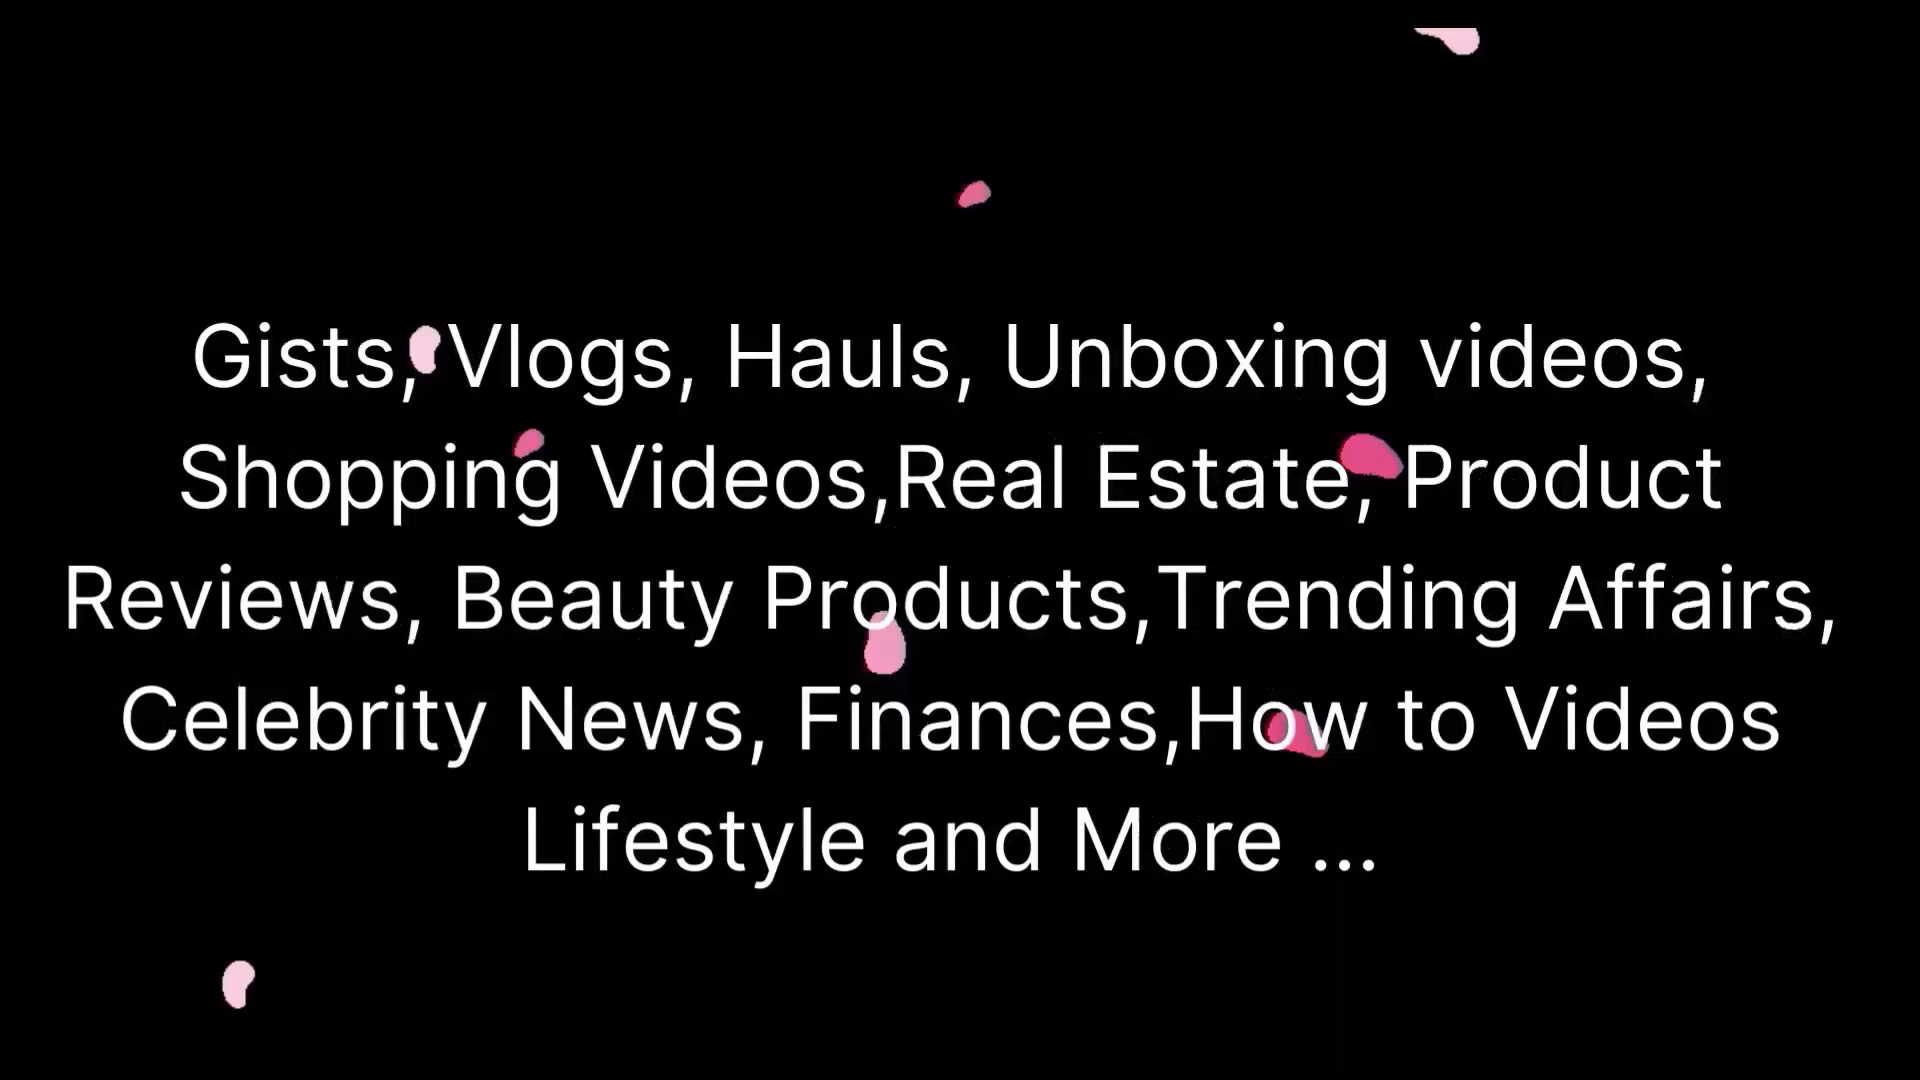 Gists, Vlogs, Hauls, Unboxing videos,
Shopping Videos,Real Estate, Product
Reviews, Beauty Products,Trending Affairs,
Celebrity News, Finances,How to Videos
Lifestyle and More ...